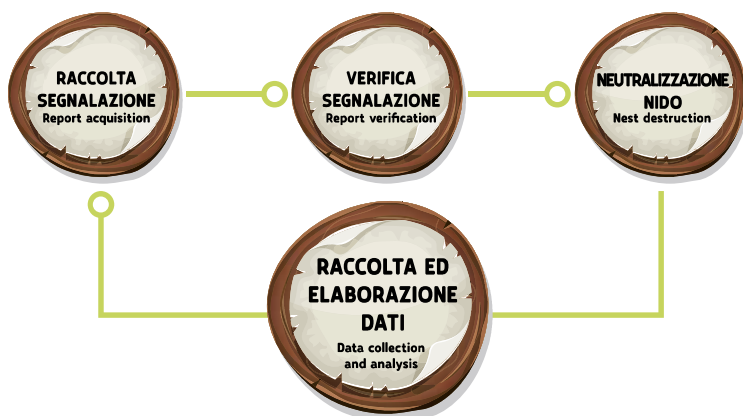 RACCOLTA
SEGNALAZIONE
Report acquisition
VERIFICA
SEGNALAZIONE
Report verification
NEUTRALIZZAZIONE
NIDO
Nest destruction
RACCOLTA ED
ELABORAZIONE
DATI
Data collection
and analysis